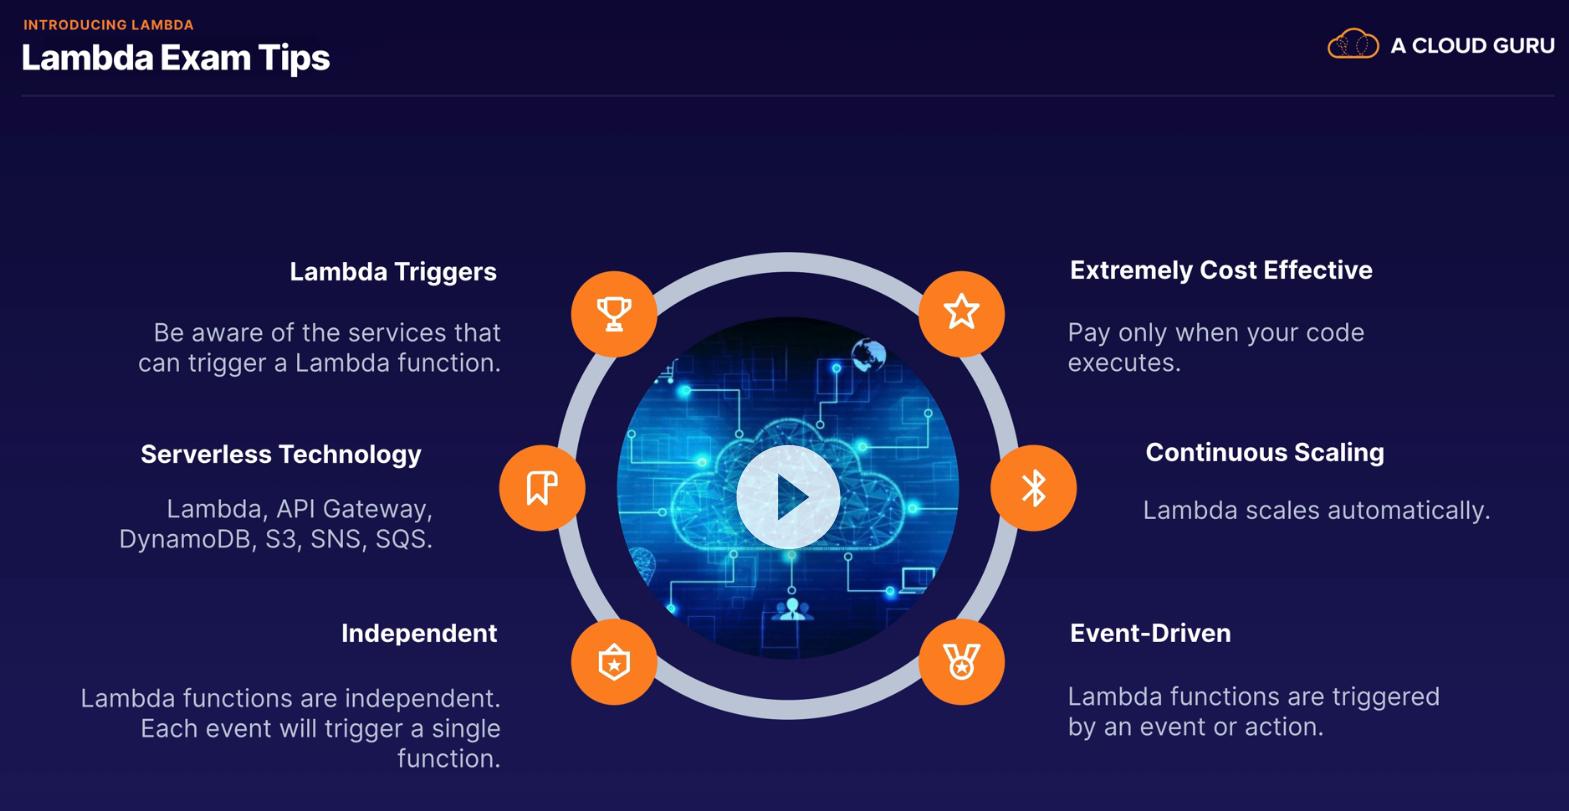 INTRODUCING LAMBDA
Lambda Exam Tips
A CLOUD GURU
Lambda Triggers
Be aware of the services that
can trigger a Lambda function.
Serverless Technology
Lambda, API Gateway,
DynamoDB, S3, SNS, SQS.
Independent
Lambda functions are independent.
Each event will trigger a single
function.
Extremely Cost Effective
Pay only when your code
executes.
Continuous Scaling
Lambda scales automatically.
Event-Driven
Lambda functions are triggered
by an event or action.